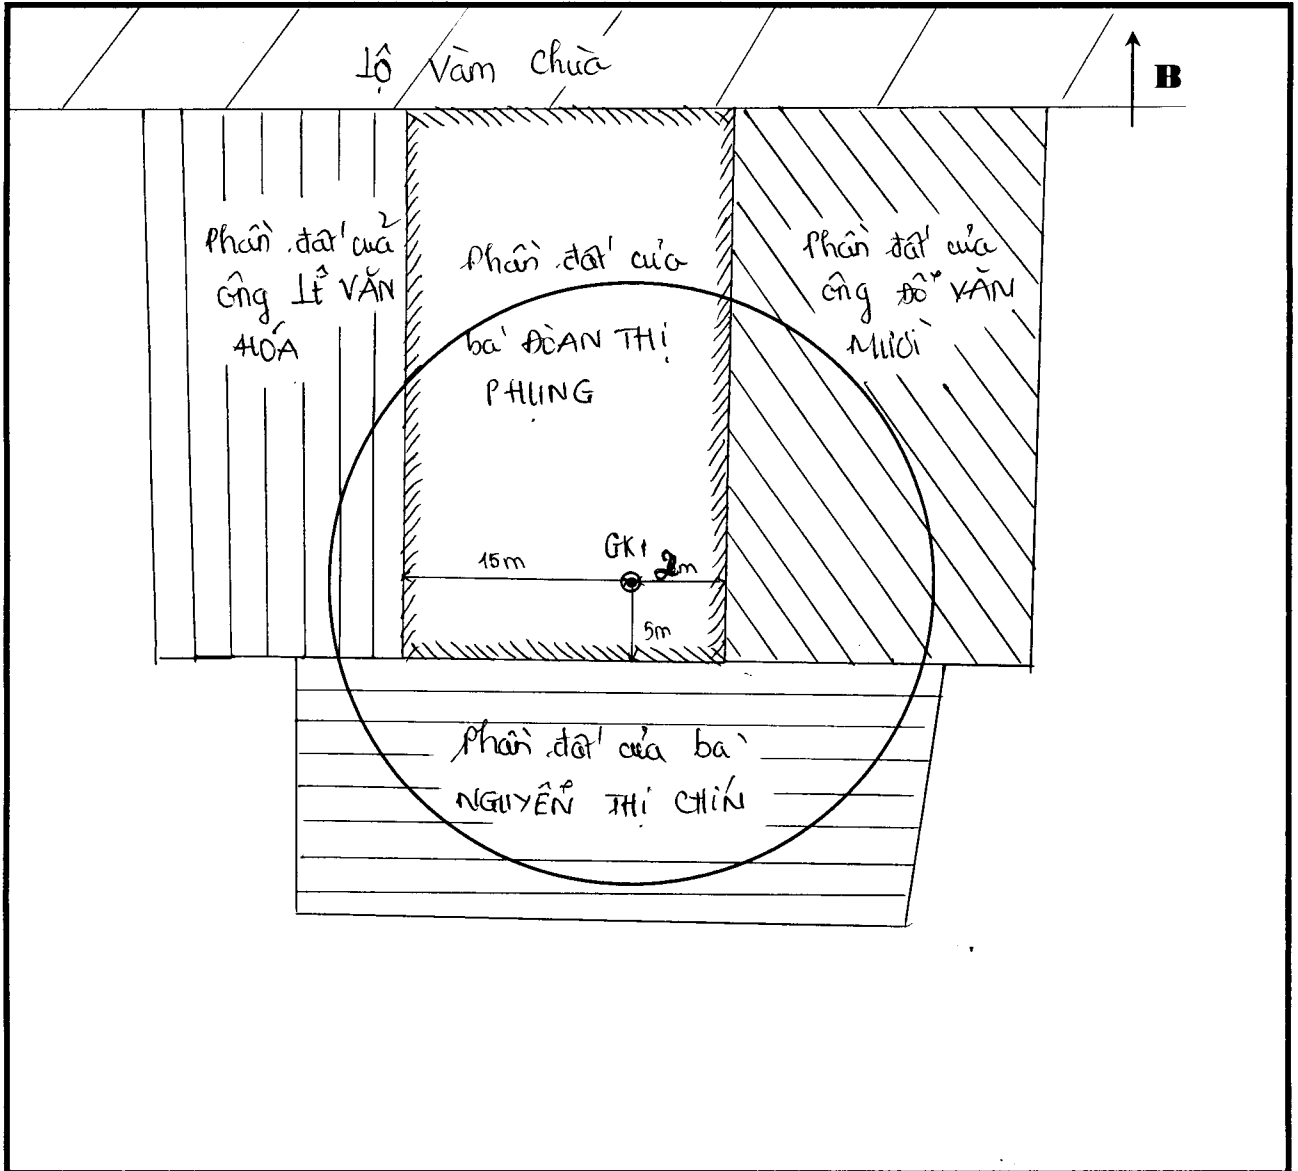 Lộ Vàm Chùa
B
Phần đất của
ông LÊ VĂN
HÓA
Phần đất của
bà ĐOÀN THỊ
PHỤNG
Phần đất của
ông ĐỖ VĂN
MƯỜI
GK1
15m
2m
5m
Phần đất của bà
NGUYỄN THỊ CHÍN